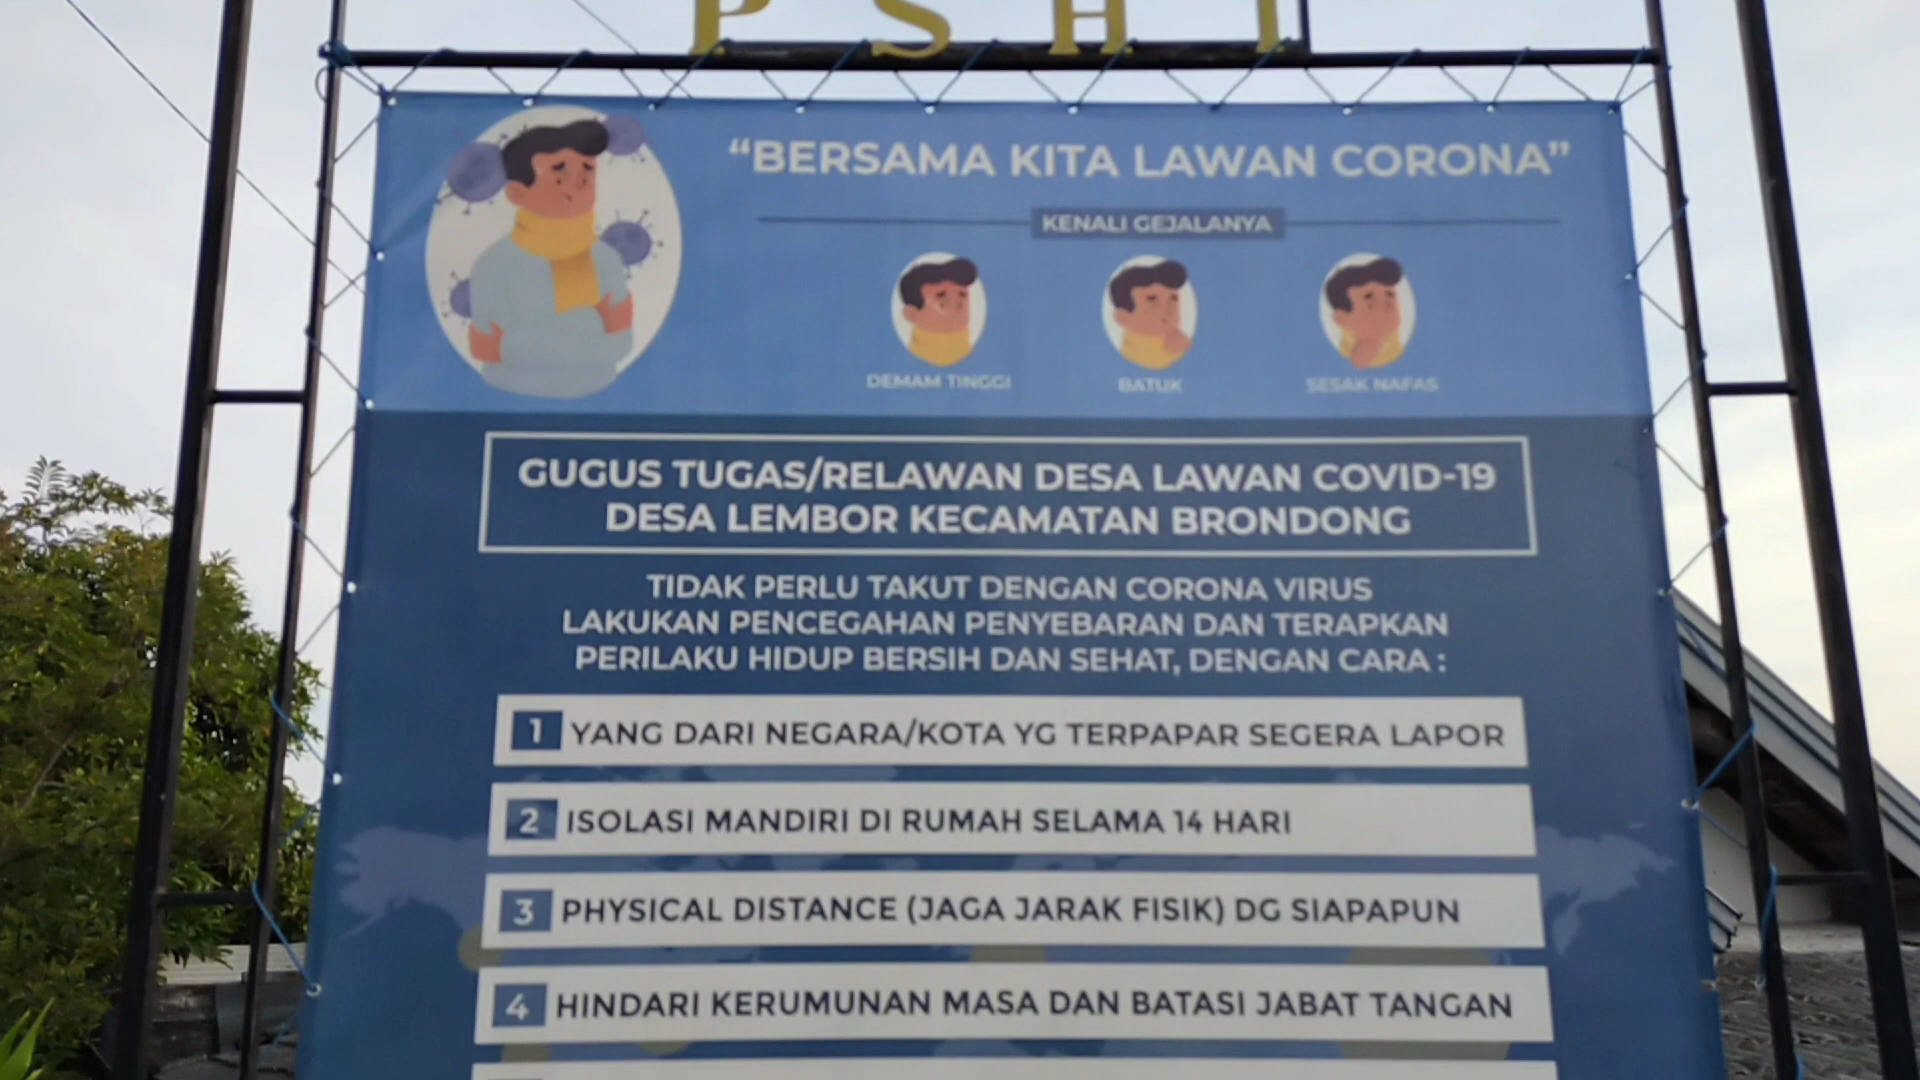 PSHT
"BERSAMA KITA LAWAN CORONA"
KENALI GEJALANYA
DEMAM TINGGI
BATUK
SESAK NAFAS
GUGUS TUGAS/RELAWAN DESA LAWAN COVID-19
DESA LEMBOR KECAMATAN BRONDONG
TIDAK PERLU TAKUT DENGAN CORONA VIRUS
LAKUKAN PENCEGAHAN PENYEBARAN DAN TERAPKAN
PERILAKU HIDUP BERSIH DAN SEHAT, DENGAN CARA :
1 YANG DARI NEGARA/KOTA YG TERPAPAR SEGERA LAPOR
2 ISOLASI MANDIRI DI RUMAH SELAMA 14 HARI
3 PHYSICAL DISTANCE (JAGA JARAK FISIK) DG SIAPAPUN
4 HINDARI KERUMUNAN MASA DAN BATASI JABAT TANGAN